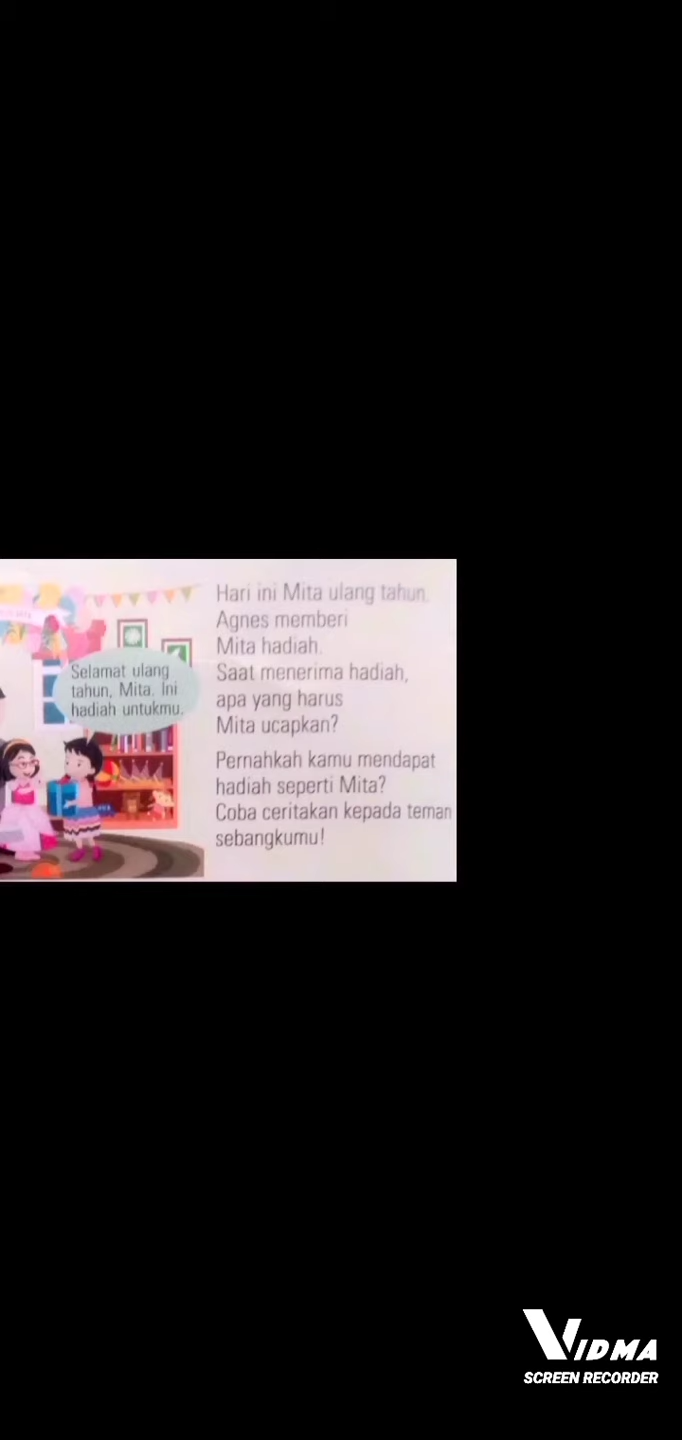 Selamat ulang
tahun, Mita. Ini
hadiah untukmu.
Hari ini Mita ulang tahun.
Agnes memberi
Mita hadiah.
Saat menerima hadiah,
apa yang harus
Mita ucapkan?
Pernahkah kamu mendapat
hadiah seperti Mita?
Coba ceritakan kepada teman
sebangkumu!
VIDMA
SCREEN RECORDER